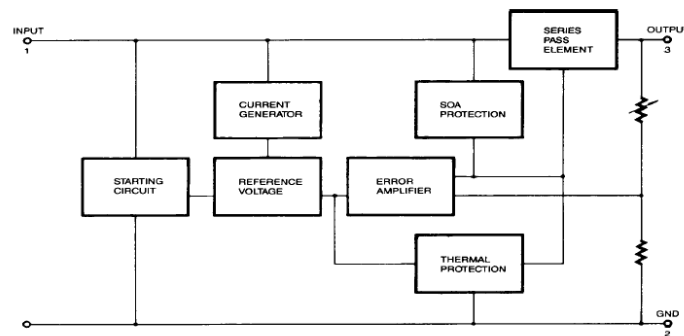 INPUT
1
SERIES
PASS
ELEMENT
OUTPU
3
CURRENT
GENERATOR
SOA
PROTECTION
STARTING
CIRCUIT
REFERENCE
VOLTAGE
ERROR
AMPLIFIER
THERMAL
PROTECTION
GND
2